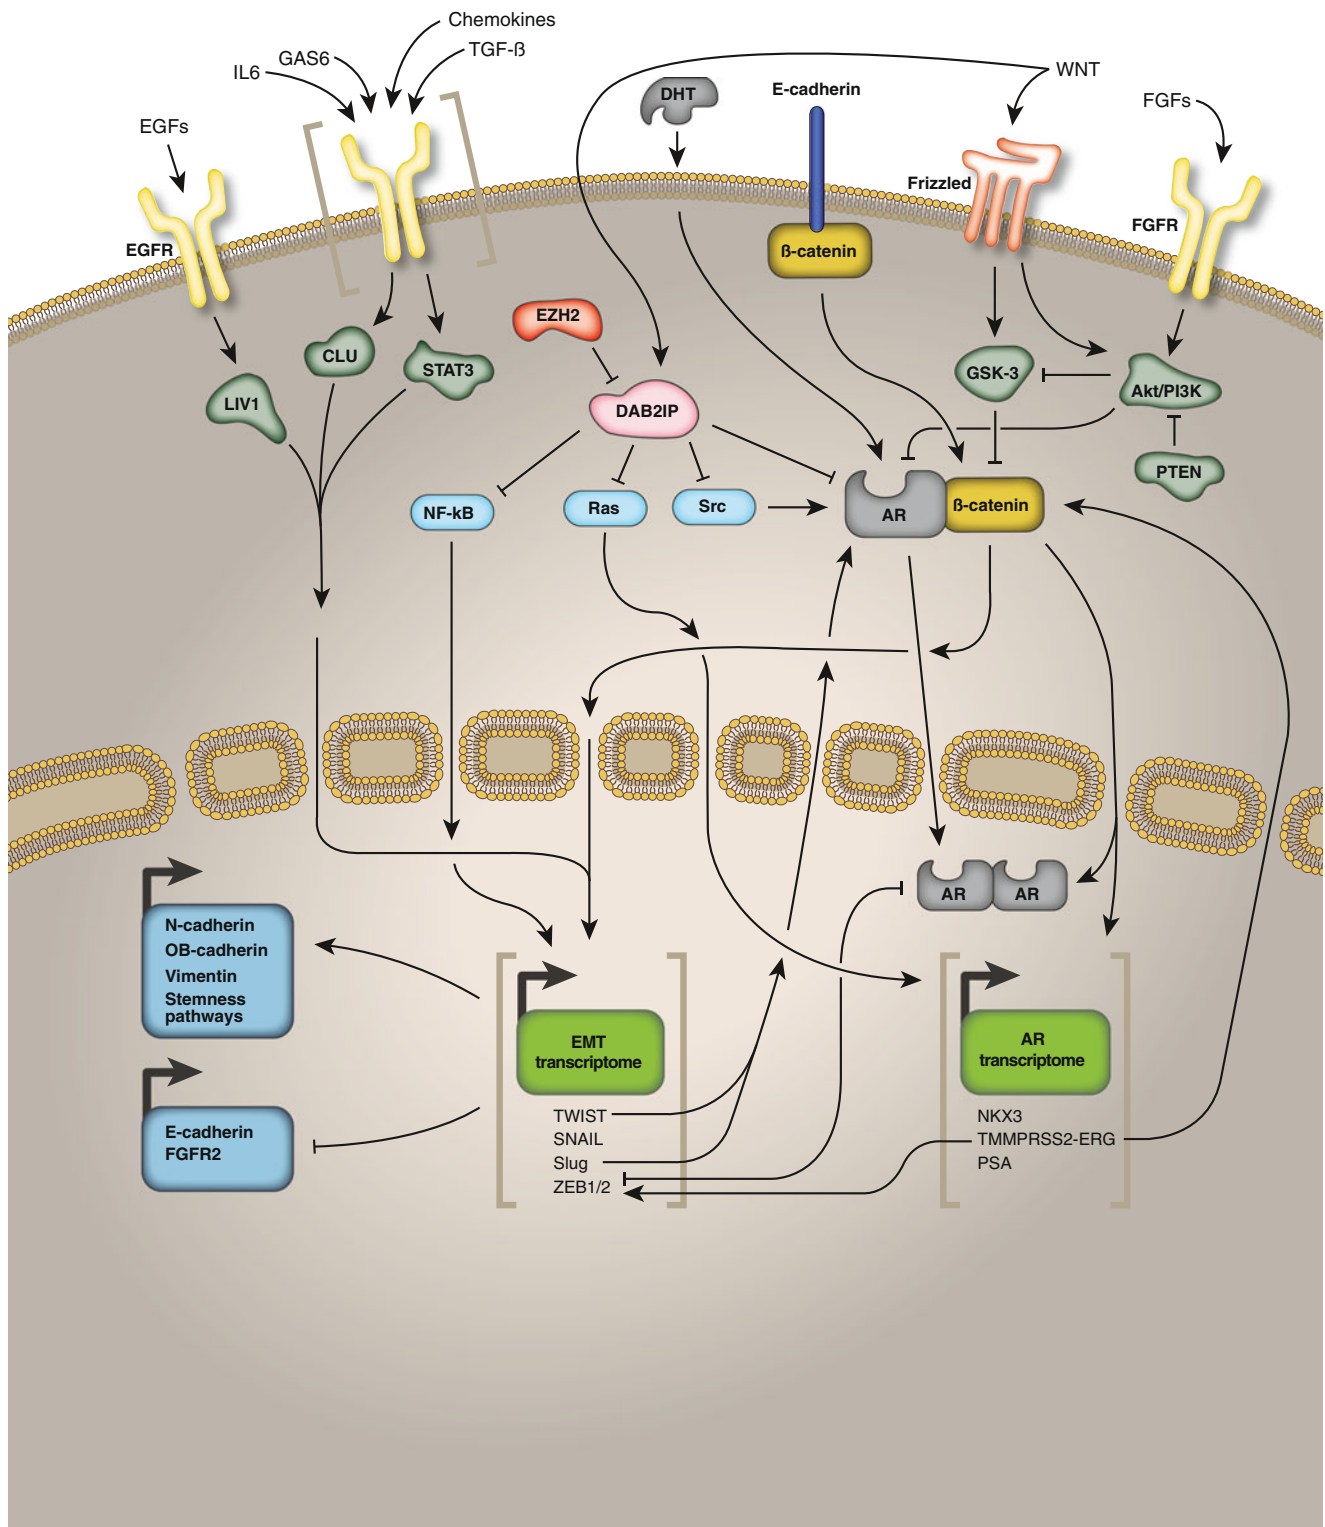 Chemokines
TGF-ß
GAS6
IL6
WNT
DHT
E-cadherin
FGFs
EGFs
Frizzled
FGFR
EGFR
ß-catenin
EZH2
CLU
STAT3
GSK-3
Akt/PI3K
LIV1
DAB2IP
PTEN
NF-kB
Ras
Src
AR
ß-catenin
AR
AR
N-cadherin
OB-cadherin
Vimentin
Stemness
pathways
EMT
transcriptome
AR
transcriptome
E-cadherin
FGFR2
TWIST
SNAIL
Slug
ZEB1/2
NKX3
TMMPRSS2-ERG
PSA